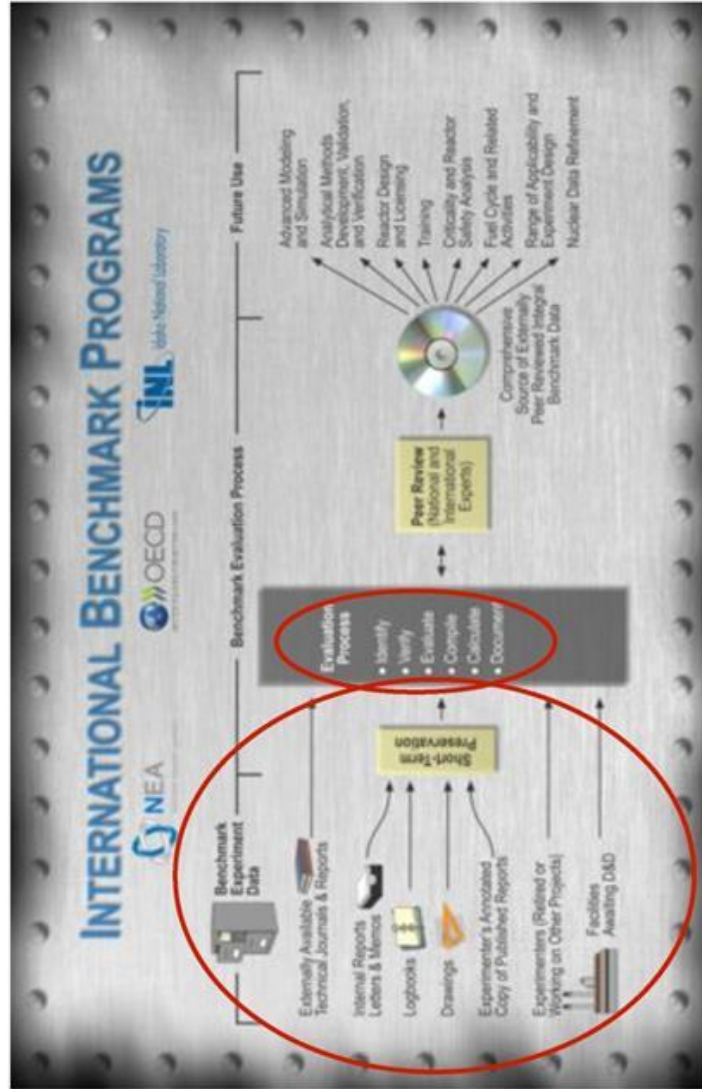 INTERNATIONAL BENCHMARK PROGRAMS
NEA
OECD
INL Idaho National Laboratory
Benchmark
Experiment
Data
Benchmark Evaluation Process
Future Use
Externally Available
Technical Journals & Reports
Internal Reports
Letters & Memos
Logbooks
Drawings
Experimenter's Annotated
Copy of Published Reports
Experimenters (Retired or
Working on Other Projects)
Facilities
Awaiting D&D
Short-Term
Preservation
Evaluation
Process
• Identify
• Verify
• Evaluate
• Compile
• Calculate
• Document
Peer Review
(National and
International
Experts)
Comprehensive
Source of Externally
Peer Reviewed Integral
Benchmark Data
Advanced Modeling
and Simulation
Analytical Methods
Development, Validation,
and Verification
Reactor Design
and Licensing
Training
Criticality and Reactor
Safety Analysis
Fuel Cycle and Related
Activities
Range of Applicability and
Experiment Design
Nuclear Data Refinement